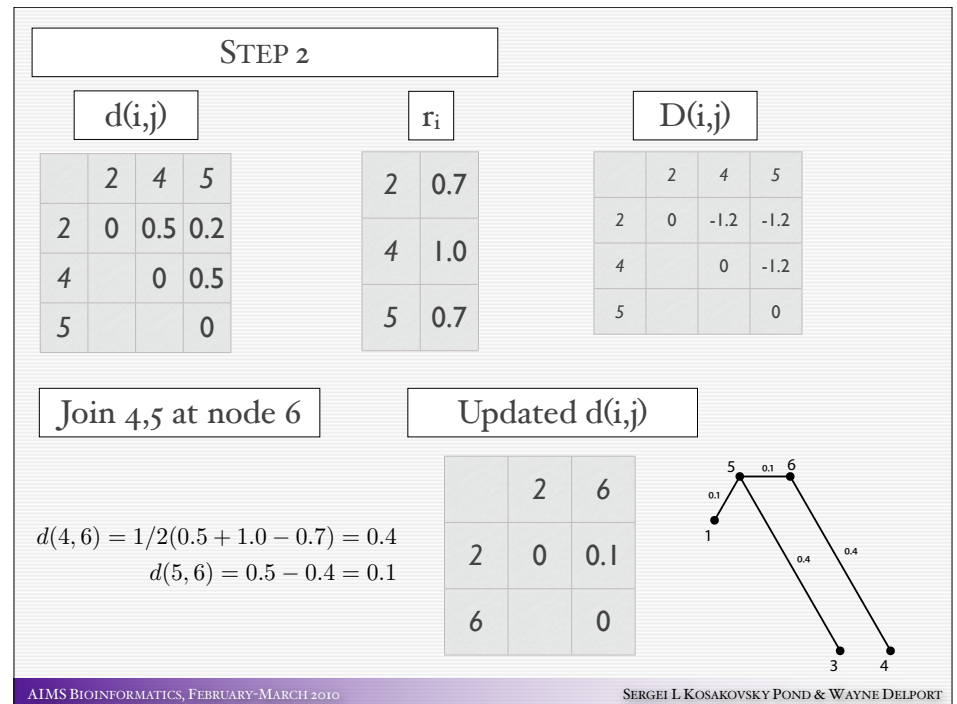 STEP 2
d(i,j)
2 4 5
2 0 0.5 0.2
4 0 0.5
5 0
rᵢ
2 0.7
4 1.0
5 0.7
D(i,j)
2 4 5
2 0 -1.2 -1.2
4 0 -1.2
5 0
Join 4,5 at node 6
d(4, 6) = 1/2(0.5 + 1.0 − 0.7) = 0.4
d(5, 6) = 0.5 − 0.4 = 0.1
Updated d(i,j)
2 6
2 0 0.1
6 0
5 0.1 6
0.1
1
0.4 0.4
3 4
AIMS BIOINFORMATICS, FEBRUARY-MARCH 2010
SERGEI L KOSAKOVSKY POND & WAYNE DELPORT